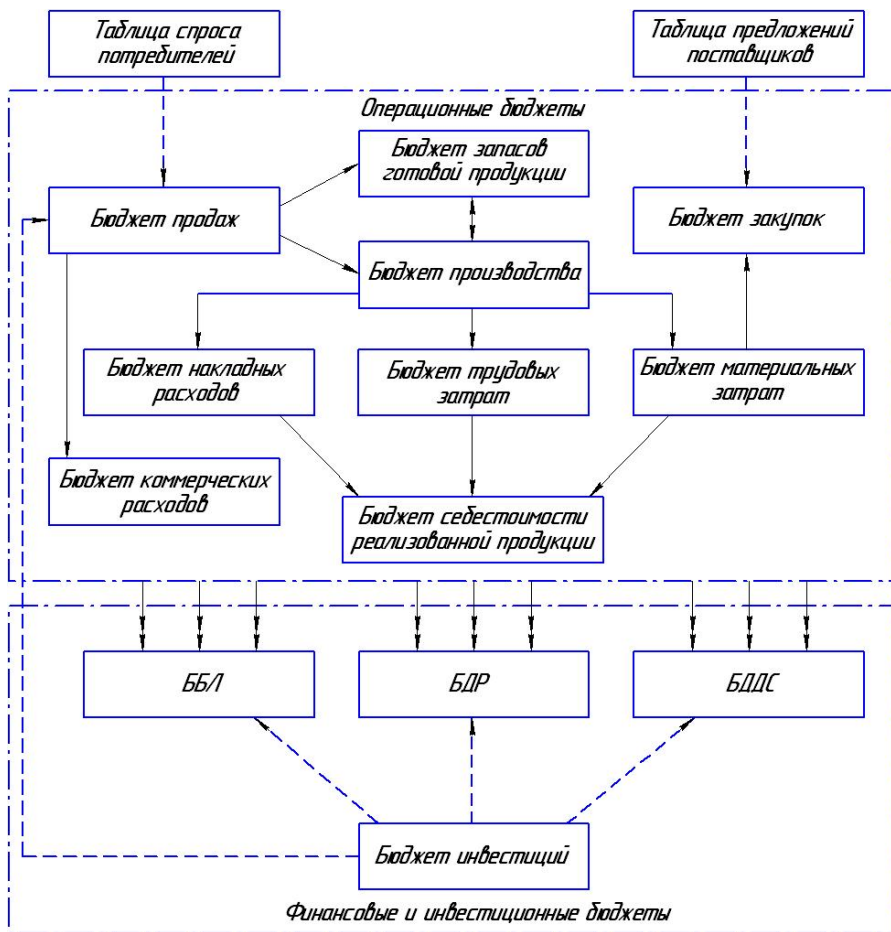 Таблица спроса
потребителей
Таблица предложений
поставщиков
Операционные бюджеты
Бюджет запасов
готовой продукции
Бюджет продаж
Бюджет закупок
Бюджет производства
Бюджет накладных
расходов
Бюджет трудовых
затрат
Бюджет материальных
затрат
Бюджет коммерческих
расходов
Бюджет себестоимости
реализованной продукции
ББЛ
БДР
БДДС
Бюджет инвестиций
Финансовые и инвестиционные бюджеты